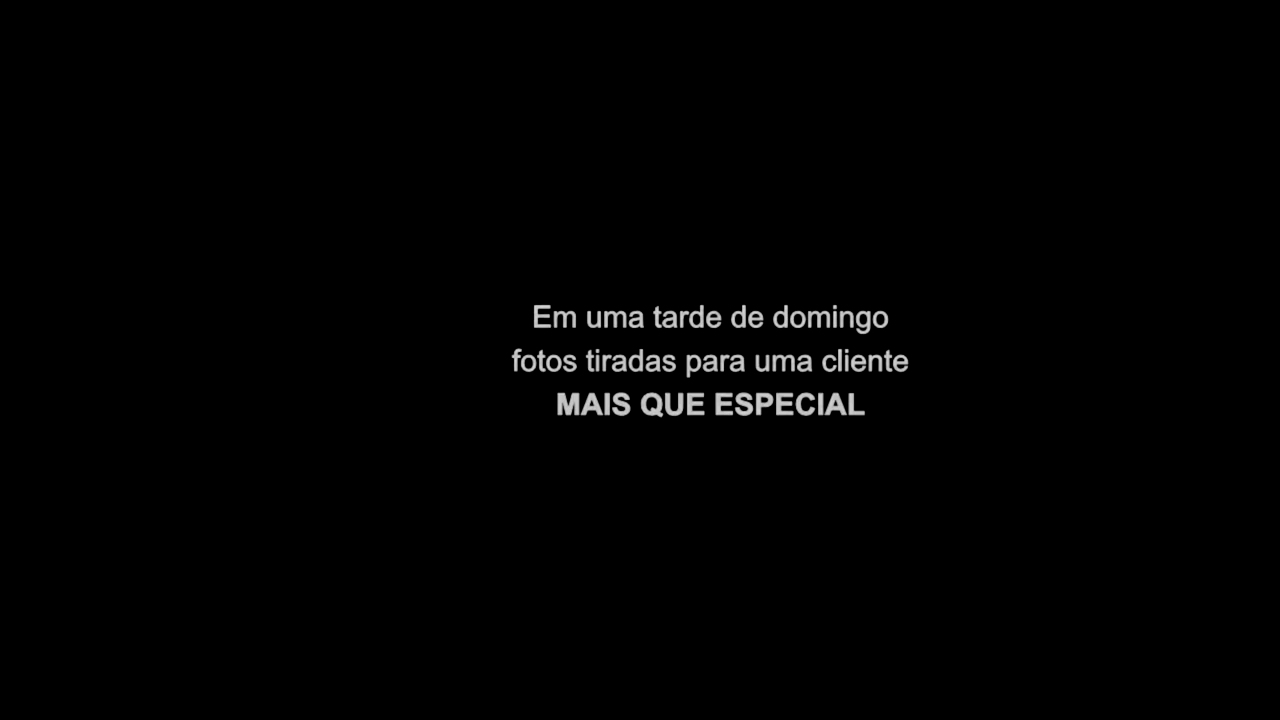 Em uma tarde de domingo
fotos tiradas para uma cliente
MAIS QUE ESPECIAL